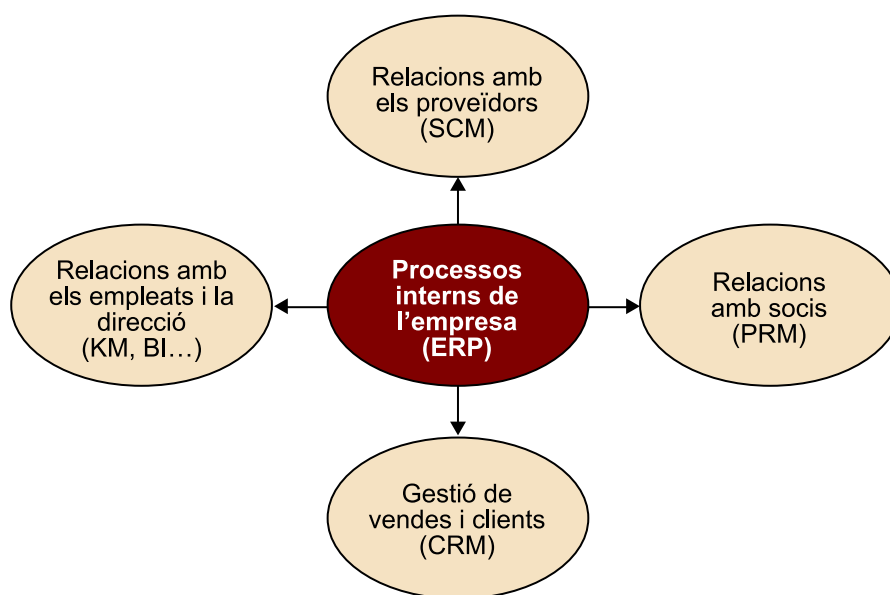 Relacions amb
els proveïdors
(SCM)
Relacions amb
els empleats i la
direcció
(KM, BI…)
Processos
interns de
l’empresa
(ERP)
Relacions
amb socis
(PRM)
Gestió de
vendes i clients
(CRM)